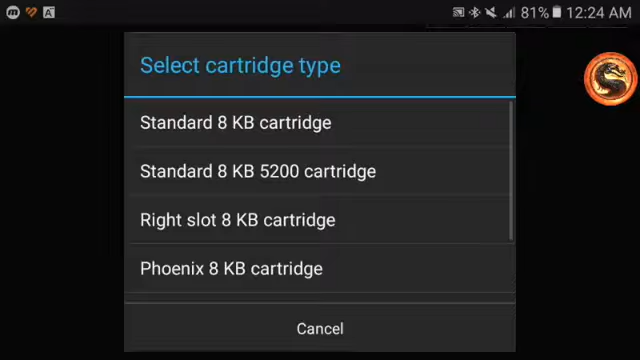 81% 12:24 AM
Select cartridge type
Standard 8 KB cartridge
Standard 8 KB 5200 cartridge
Right slot 8 KB cartridge
Phoenix 8 KB cartridge
Cancel